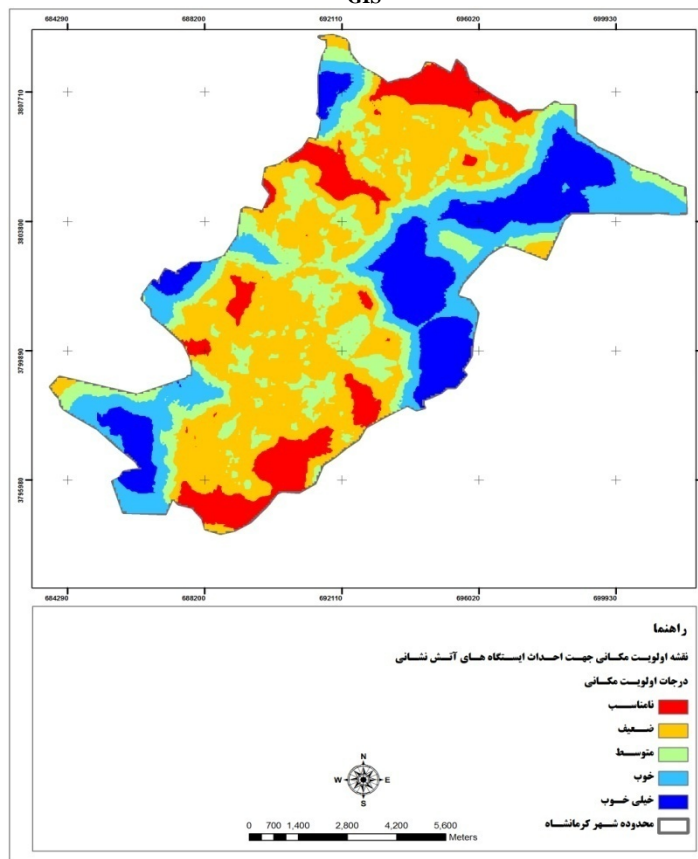 GIS
684290 688200 692110 696020 699930
3807710
3803800
3799890
3795980
684290 688200 692110 696020 699930
راهنما
نقشه اولویت مکانی جهت احداث ایستگاه های آتش نشانی
درجات اولویت مکانی
نامناسب
ضعیف
متوسط
خوب
خیلی خوب
محدوده شهر کرمانشاه
N
W E
S
0 700 1,400 2,800 4,200 5,600
Meters